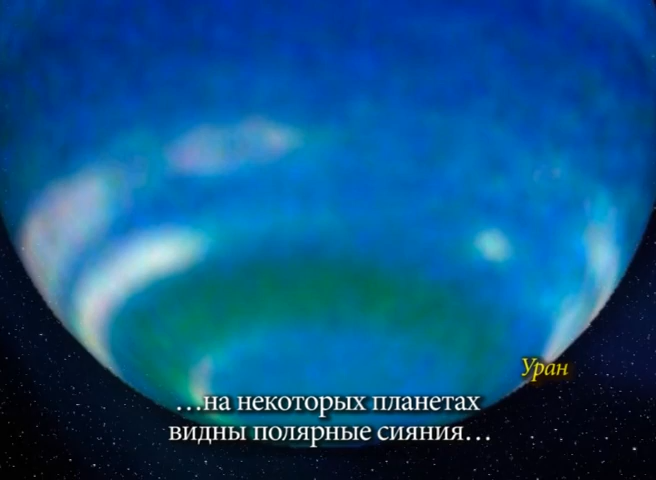 Уран
…на некоторых планетах
видны полярные сияния…